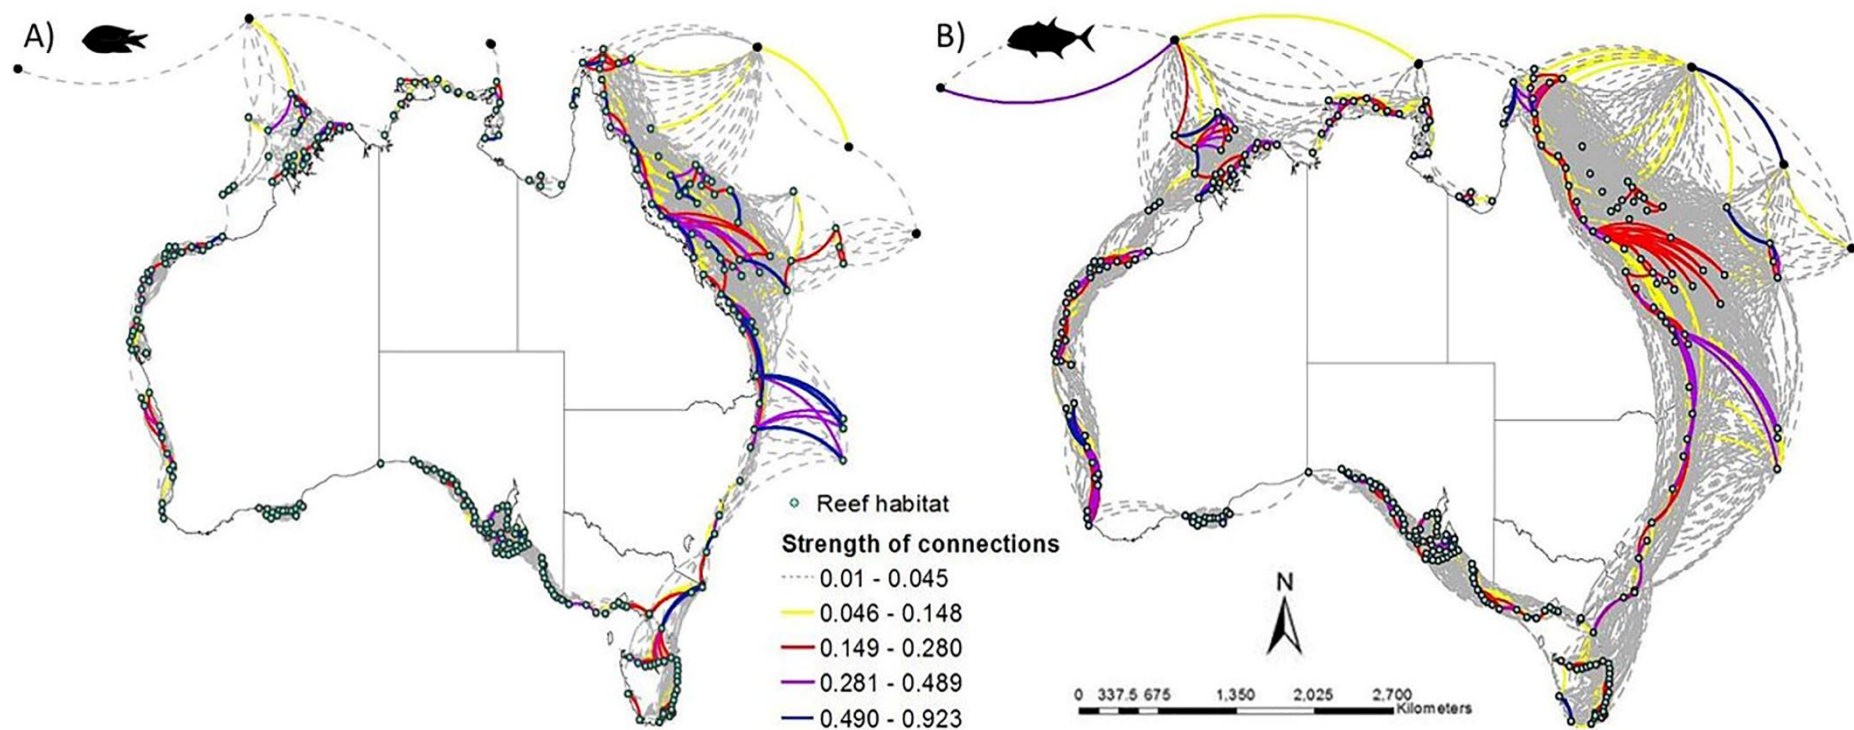 A)
B)
Reef habitat
Strength of connections
0.01 - 0.045
0.046 - 0.148
0.149 - 0.280
0.281 - 0.489
0.490 - 0.923
N
0 337.5 675 1,350 2,025 2,700
Kilometers